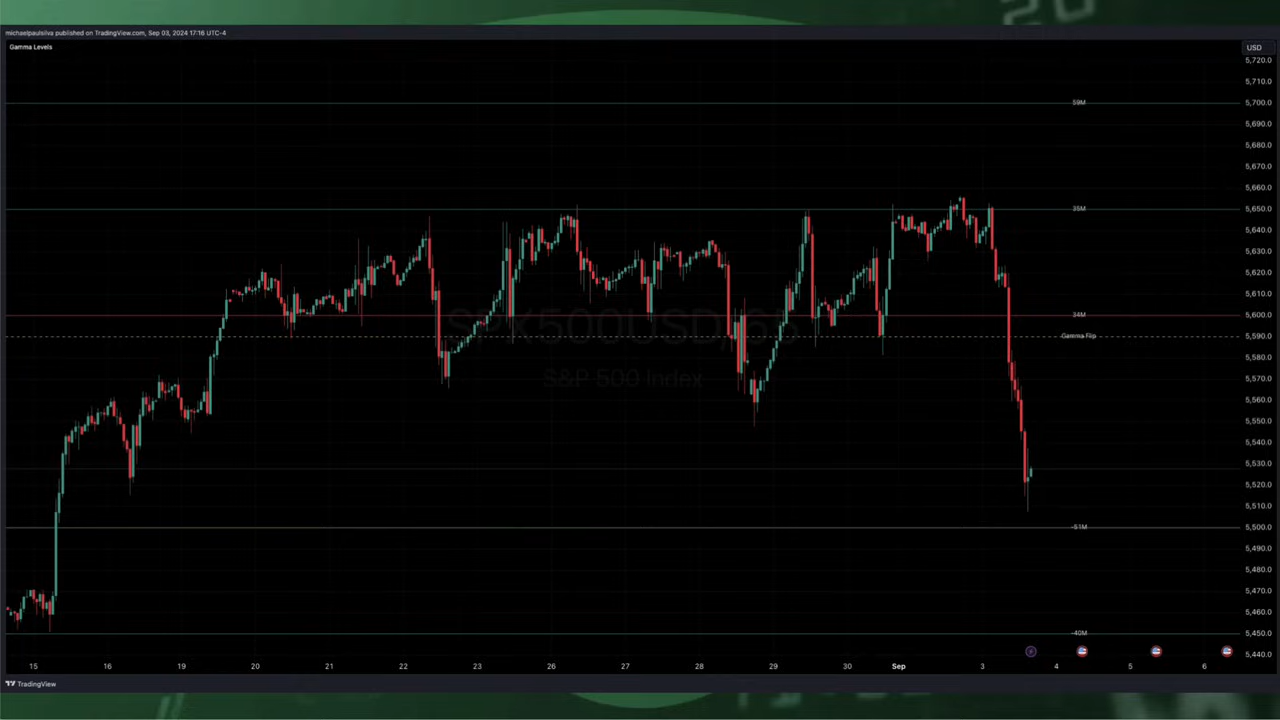 michaelpaulsilva published on TradingView.com, Sep 03, 2024 17:16 UTC-4
Gamma Levels
USD
5,720.0
5,710.0
59M
5,700.0
5,690.0
5,680.0
5,670.0
5,660.0
35M
5,650.0
5,640.0
5,630.0
5,620.0
5,610.0
34M
5,600.0
Gamma Flip
5,590.0
5,580.0
S&P 500 Index
5,570.0
5,560.0
5,550.0
5,540.0
5,530.0
5,520.0
5,510.0
-51M
5,500.0
5,490.0
5,480.0
5,470.0
5,460.0
-40M
5,450.0
5,440.0
15 16 19 20 21 22 23 26 27 28 29 30 Sep 3 4 5 6
TradingView